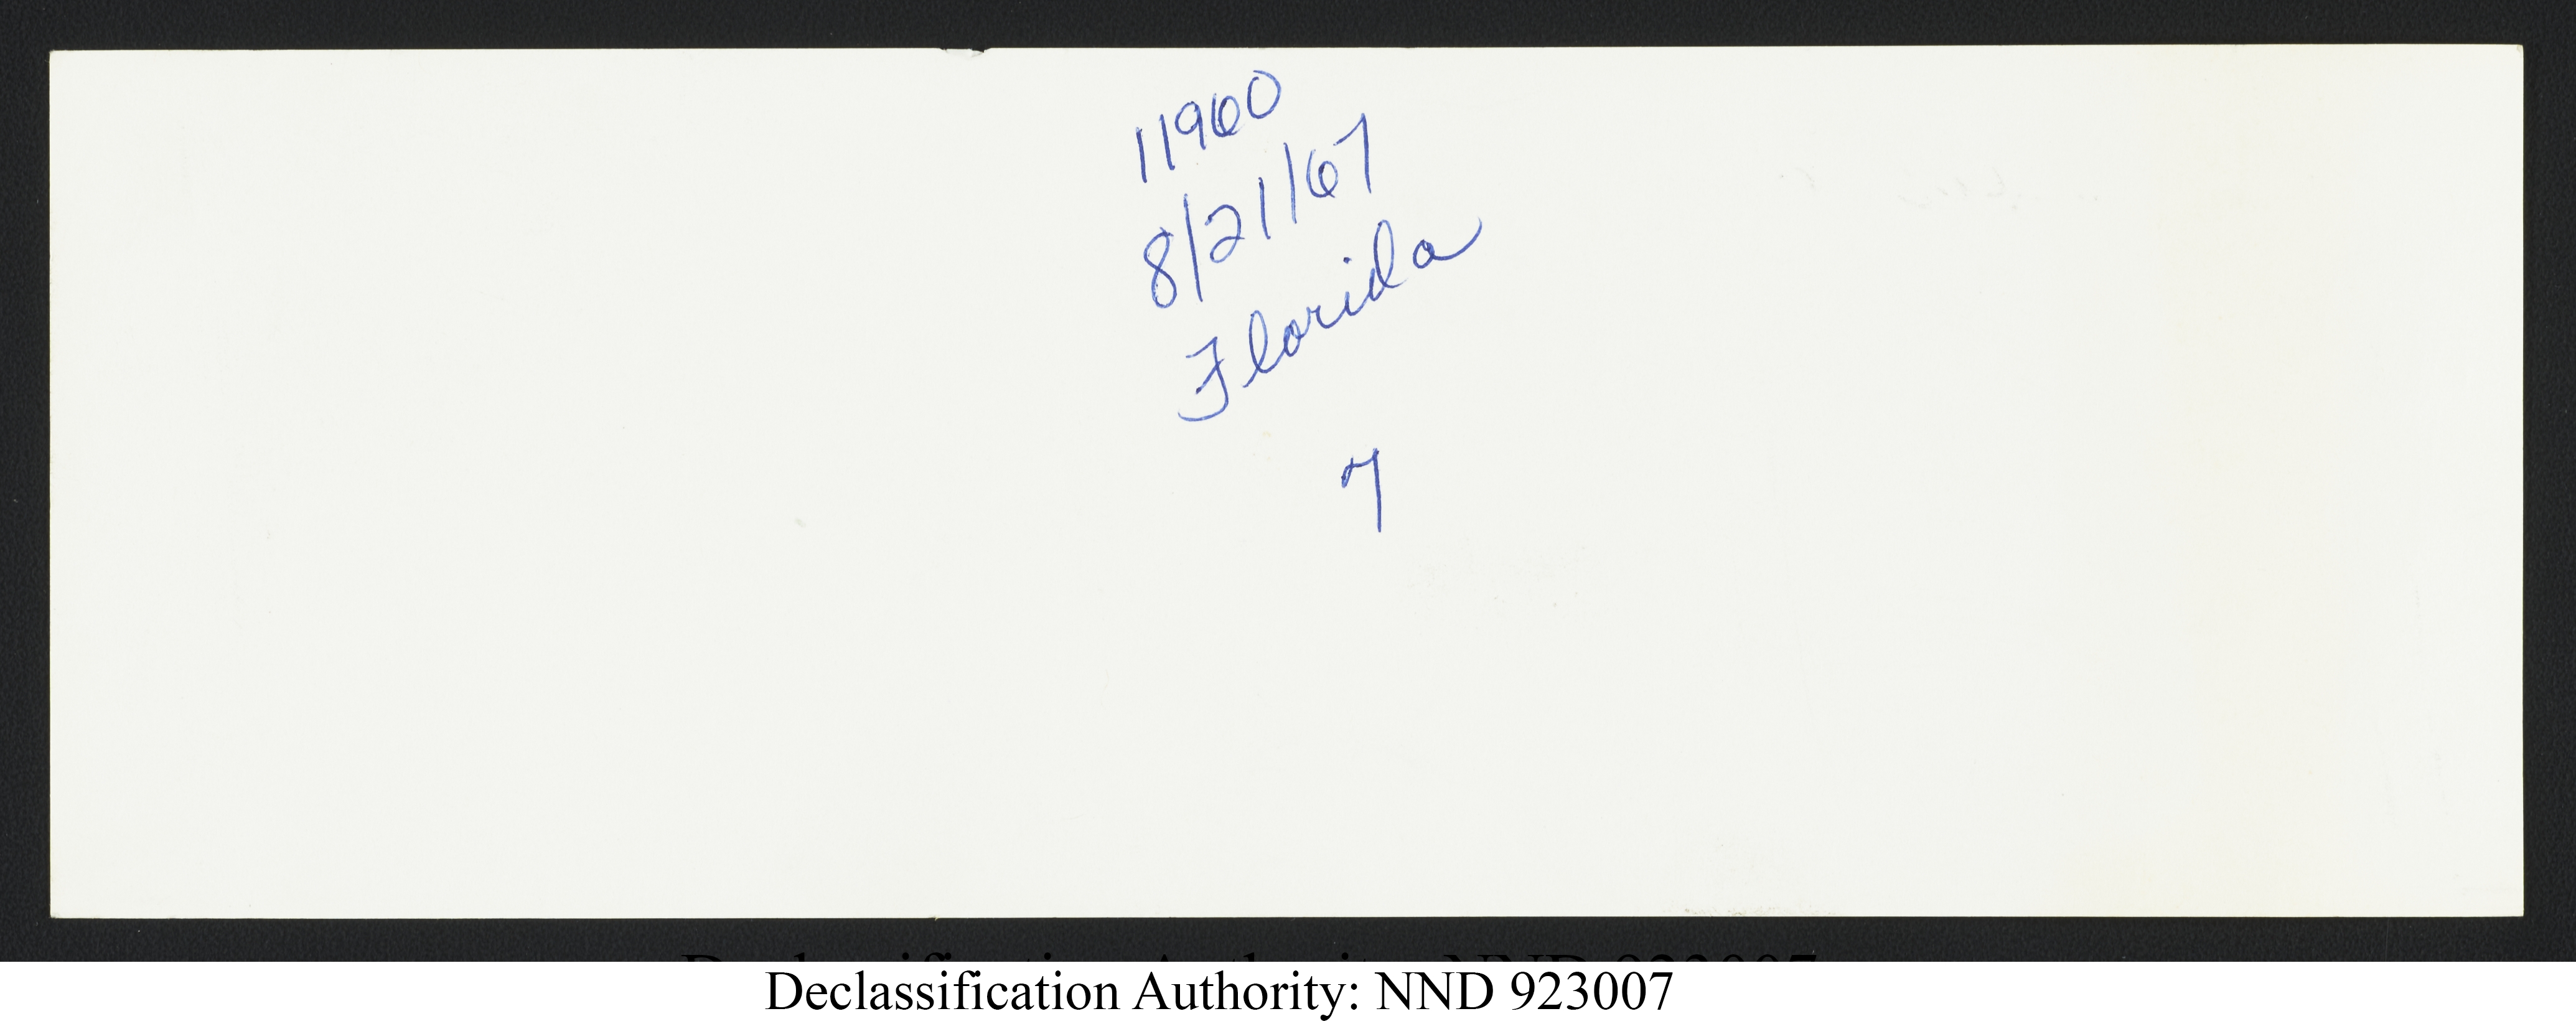 11960
8/21/67
Florida
7
Declassification Authority: NND 923007